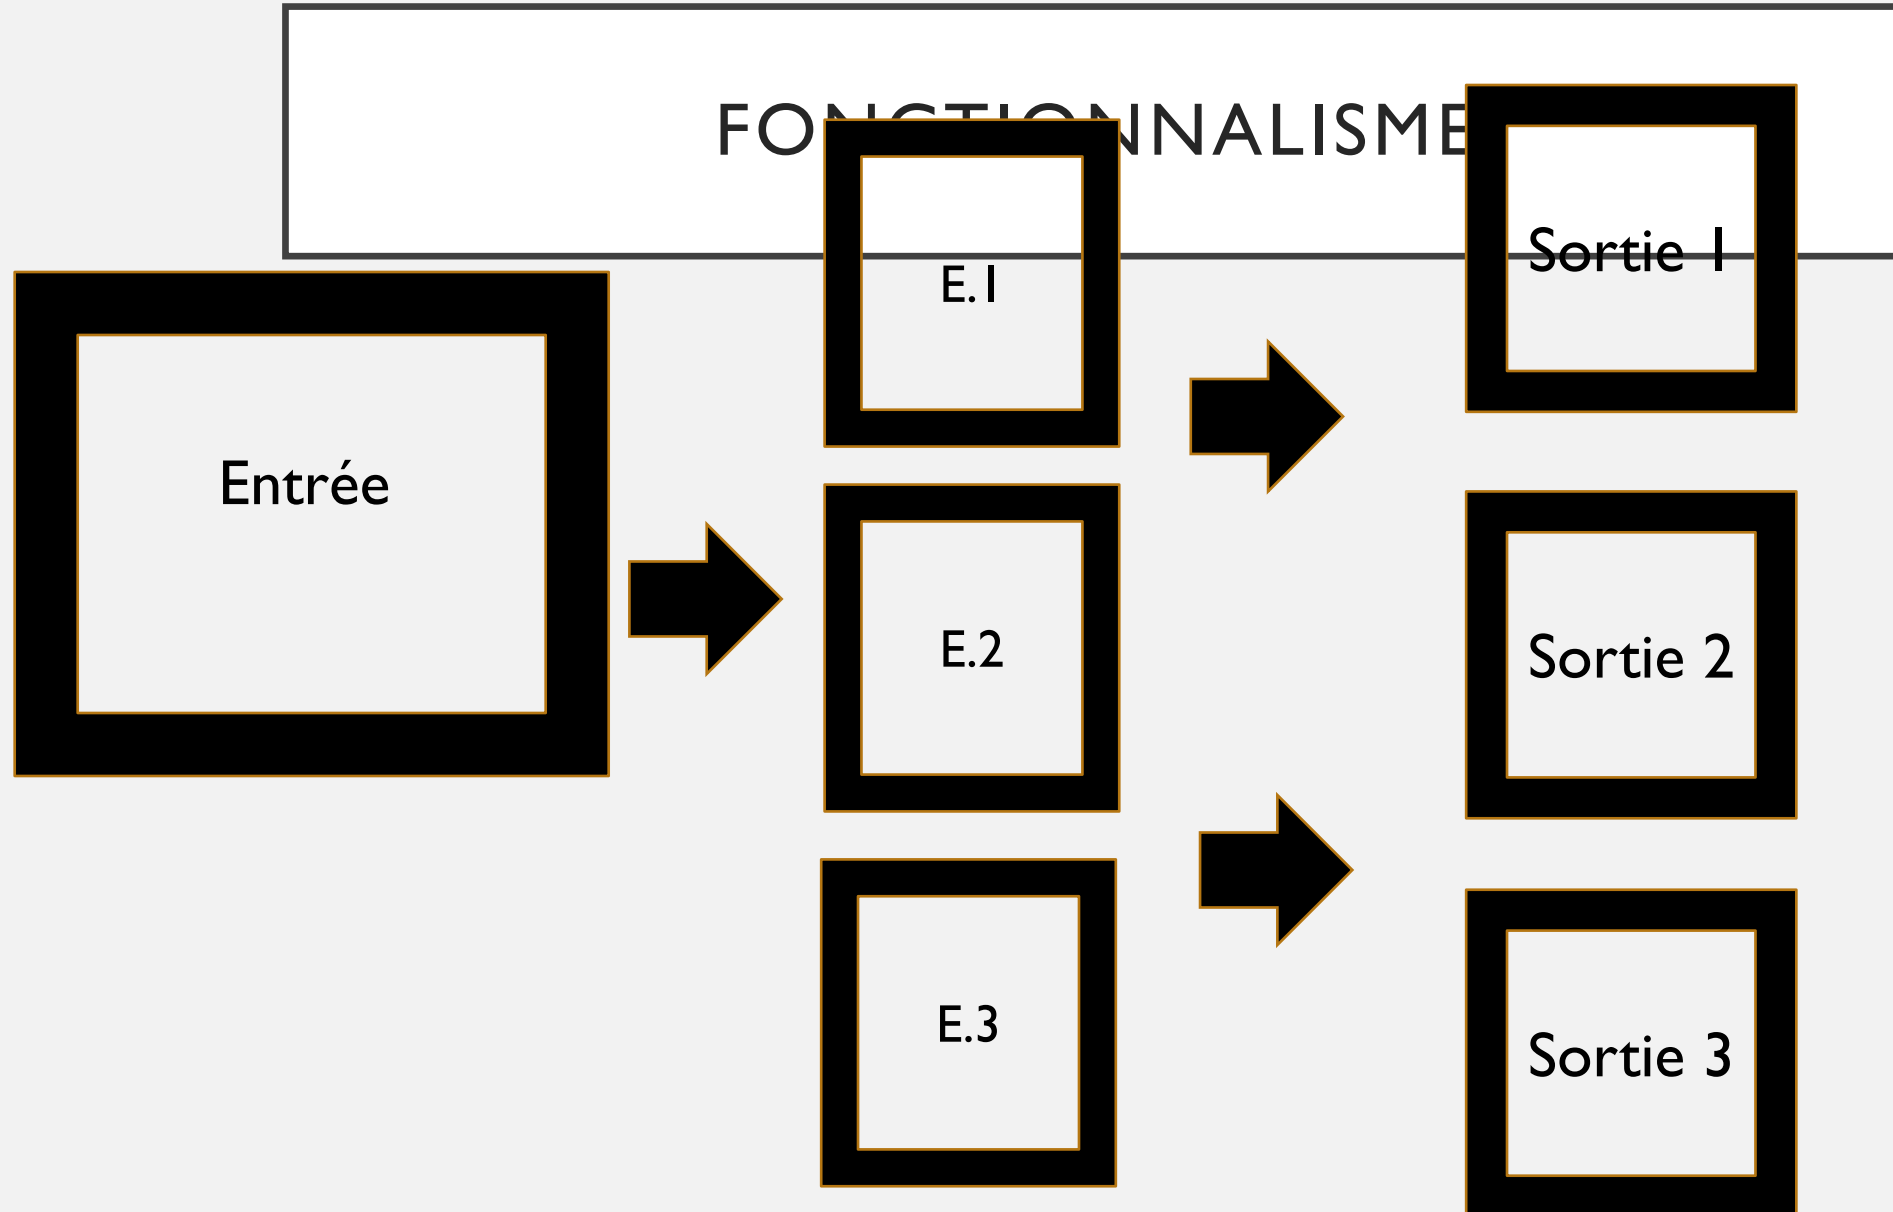 FONCTIONNALISME
Entrée
E.1
E.2
E.3
Sortie 1
Sortie 2
Sortie 3